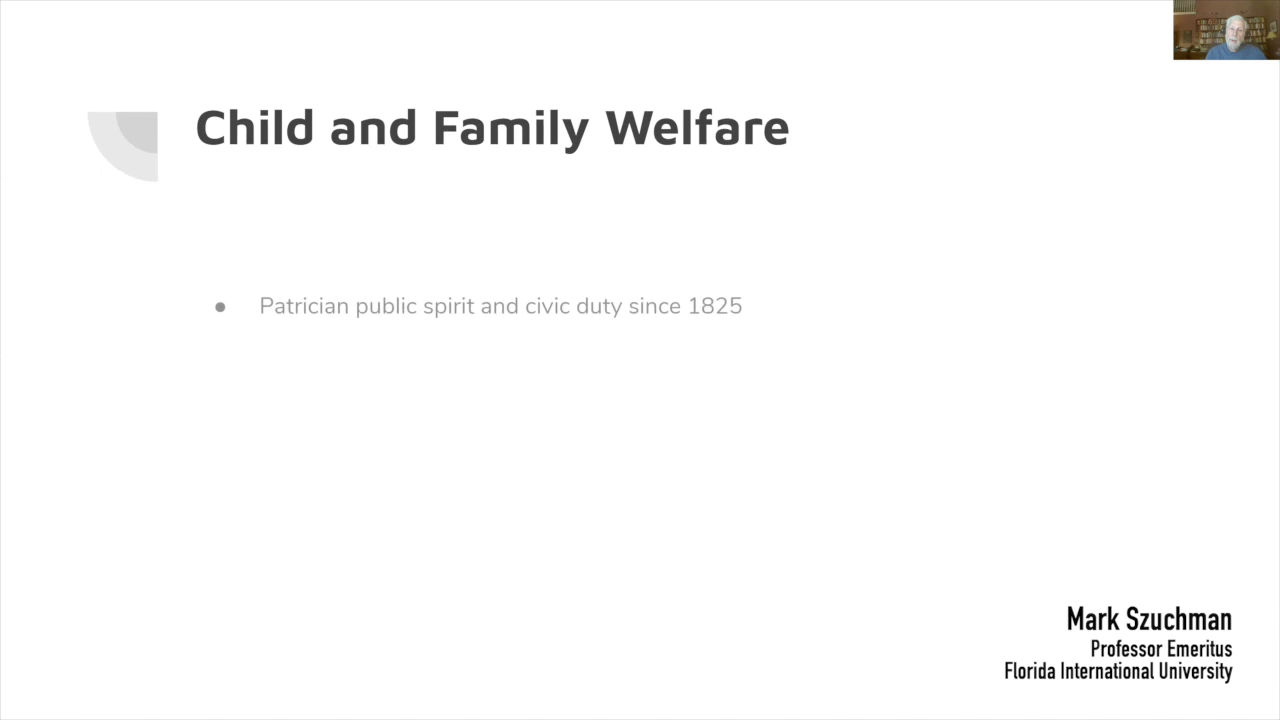 Child and Family Welfare
● Patrician public spirit and civic duty since 1825
Mark Szuchman
Professor Emeritus
Florida International University